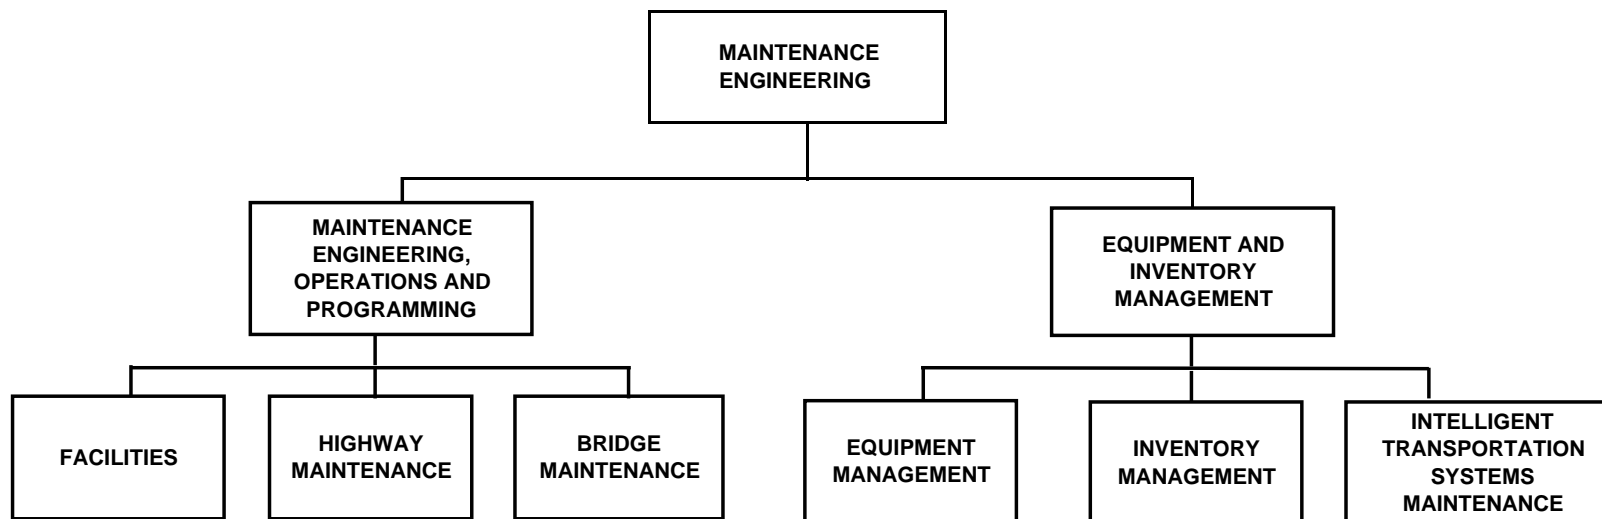 MAINTENANCE
ENGINEERING
MAINTENANCE
ENGINEERING,
OPERATIONS AND
PROGRAMMING
EQUIPMENT AND
INVENTORY
MANAGEMENT
FACILITIES
HIGHWAY
MAINTENANCE
BRIDGE
MAINTENANCE
EQUIPMENT
MANAGEMENT
INVENTORY
MANAGEMENT
INTELLIGENT
TRANSPORTATION
SYSTEMS
MAINTENANCE